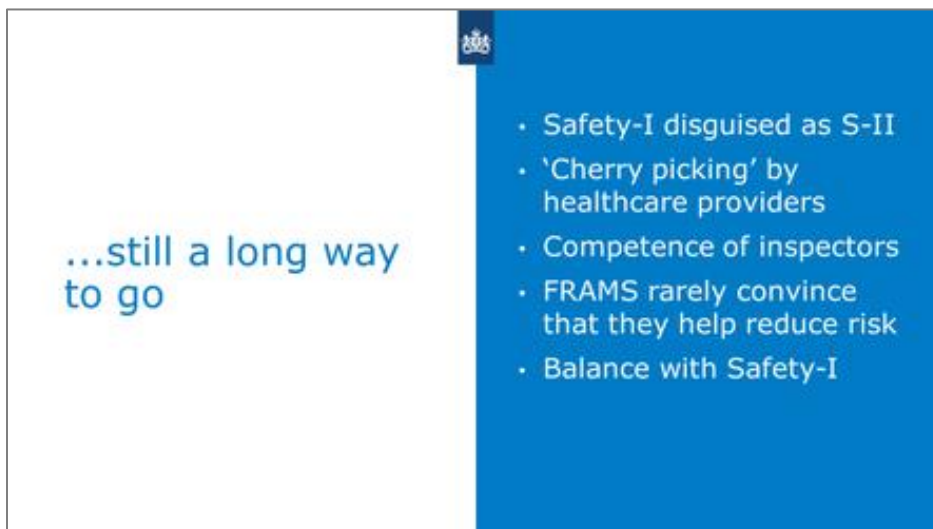 ...still a long way
to go
• Safety-I disguised as S-II
• ‘Cherry picking’ by
healthcare providers
• Competence of inspectors
• FRAMS rarely convince
that they help reduce risk
• Balance with Safety-I